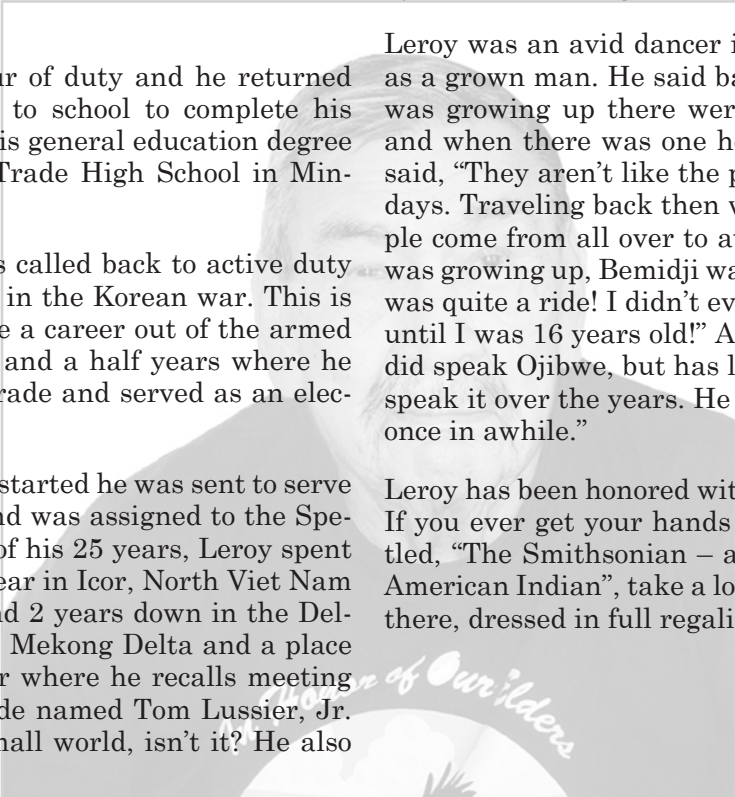 ur of duty and he returned
to school to complete his
is general education degree
Trade High School in Min-
s called back to active duty
in the Korean war. This is
e a career out of the armed
and a half years where he
rade and served as an elec-
started he was sent to serve
nd was assigned to the Spe-
of his 25 years, Leroy spent
ear in Icor, North Viet Nam
nd 2 years down in the Del-
Mekong Delta and a place
r where he recalls meeting
de named Tom Lussier, Jr.
nall world, isn't it? He also
Leroy was an avid dancer i
as a grown man. He said ba
was growing up there wer
and when there was one he
said, “They aren't like the p
days. Traveling back then v
ple come from all over to a
was growing up, Bemidji wa
was quite a ride! I didn't ev
until I was 16 years old!” A
did speak Ojibwe, but has l
speak it over the years. He
once in awhile.”
Leroy has been honored wit
If you ever get your hands
tled, “The Smithsonian – a
American Indian”, take a lo
there, dressed in full regali
In Honor of Our
lders